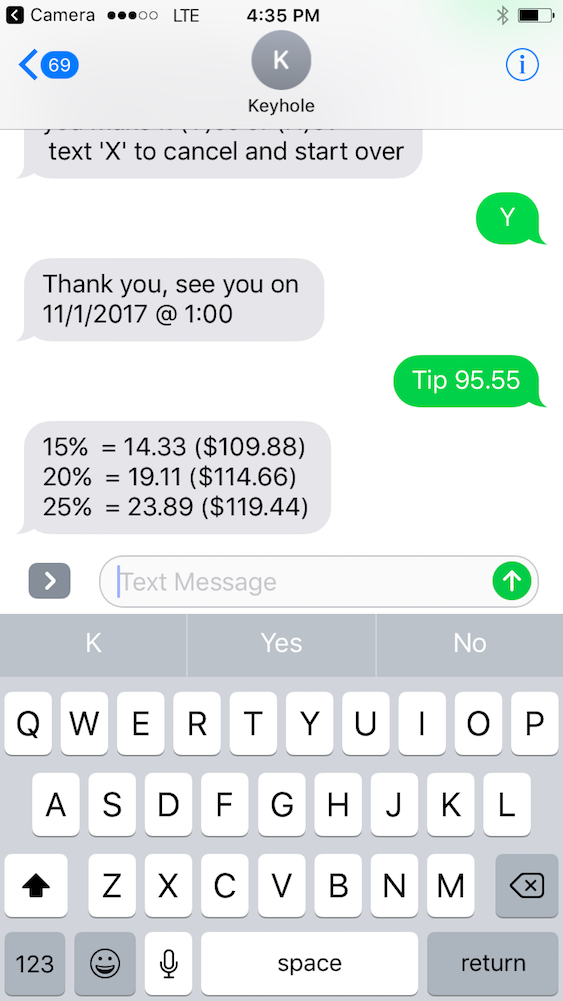 Camera LTE 4:35 PM
69
K
i
Keyhole
text 'X' to cancel and start over
Y
Thank you, see you on
11/1/2017 @ 1:00
Tip 95.55
15% = 14.33 ($109.88)
20% = 19.11 ($114.66)
25% = 23.89 ($119.44)
Text Message
K Yes No
Q W E R T Y U I O P
A S D F G H J K L
Z X C V B N M
123 space return